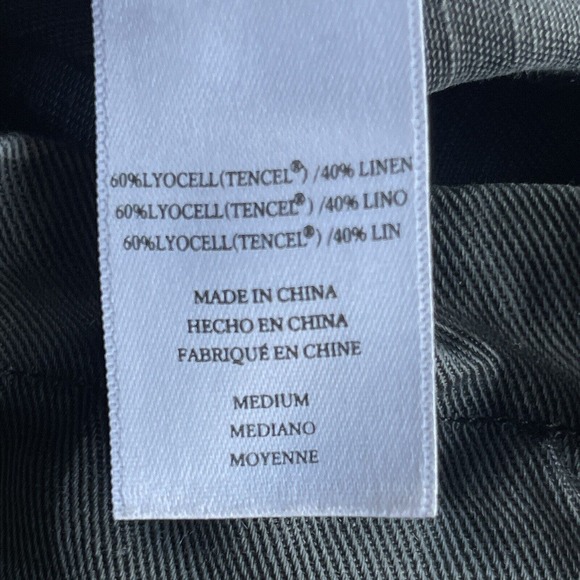 60%LYOCELL(TENCEL®) /40% LINEN
60%LYOCELL(TENCEL®) /40% LINO
60%LYOCELL(TENCEL®) /40% LIN
MADE IN CHINA
HECHO EN CHINA
FABRIQUÉ EN CHINE
MEDIUM
MEDIANO
MOYENNE